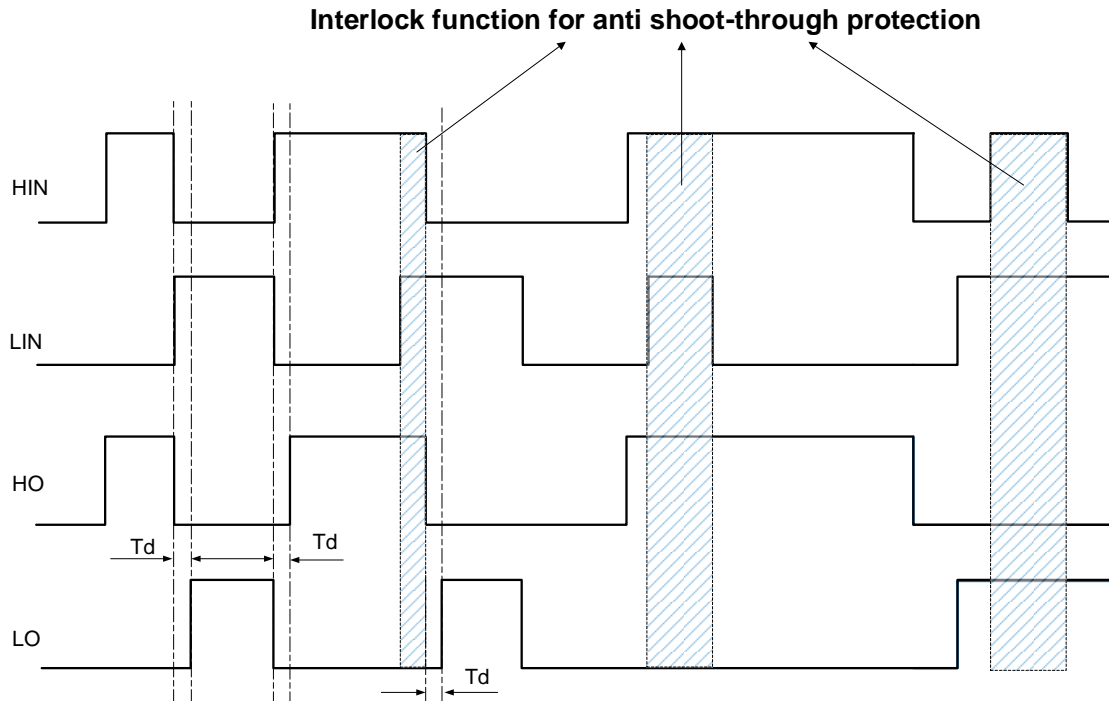 Interlock function for anti shoot-through protection
HIN
LIN
HO
Td
Td
LO
Td